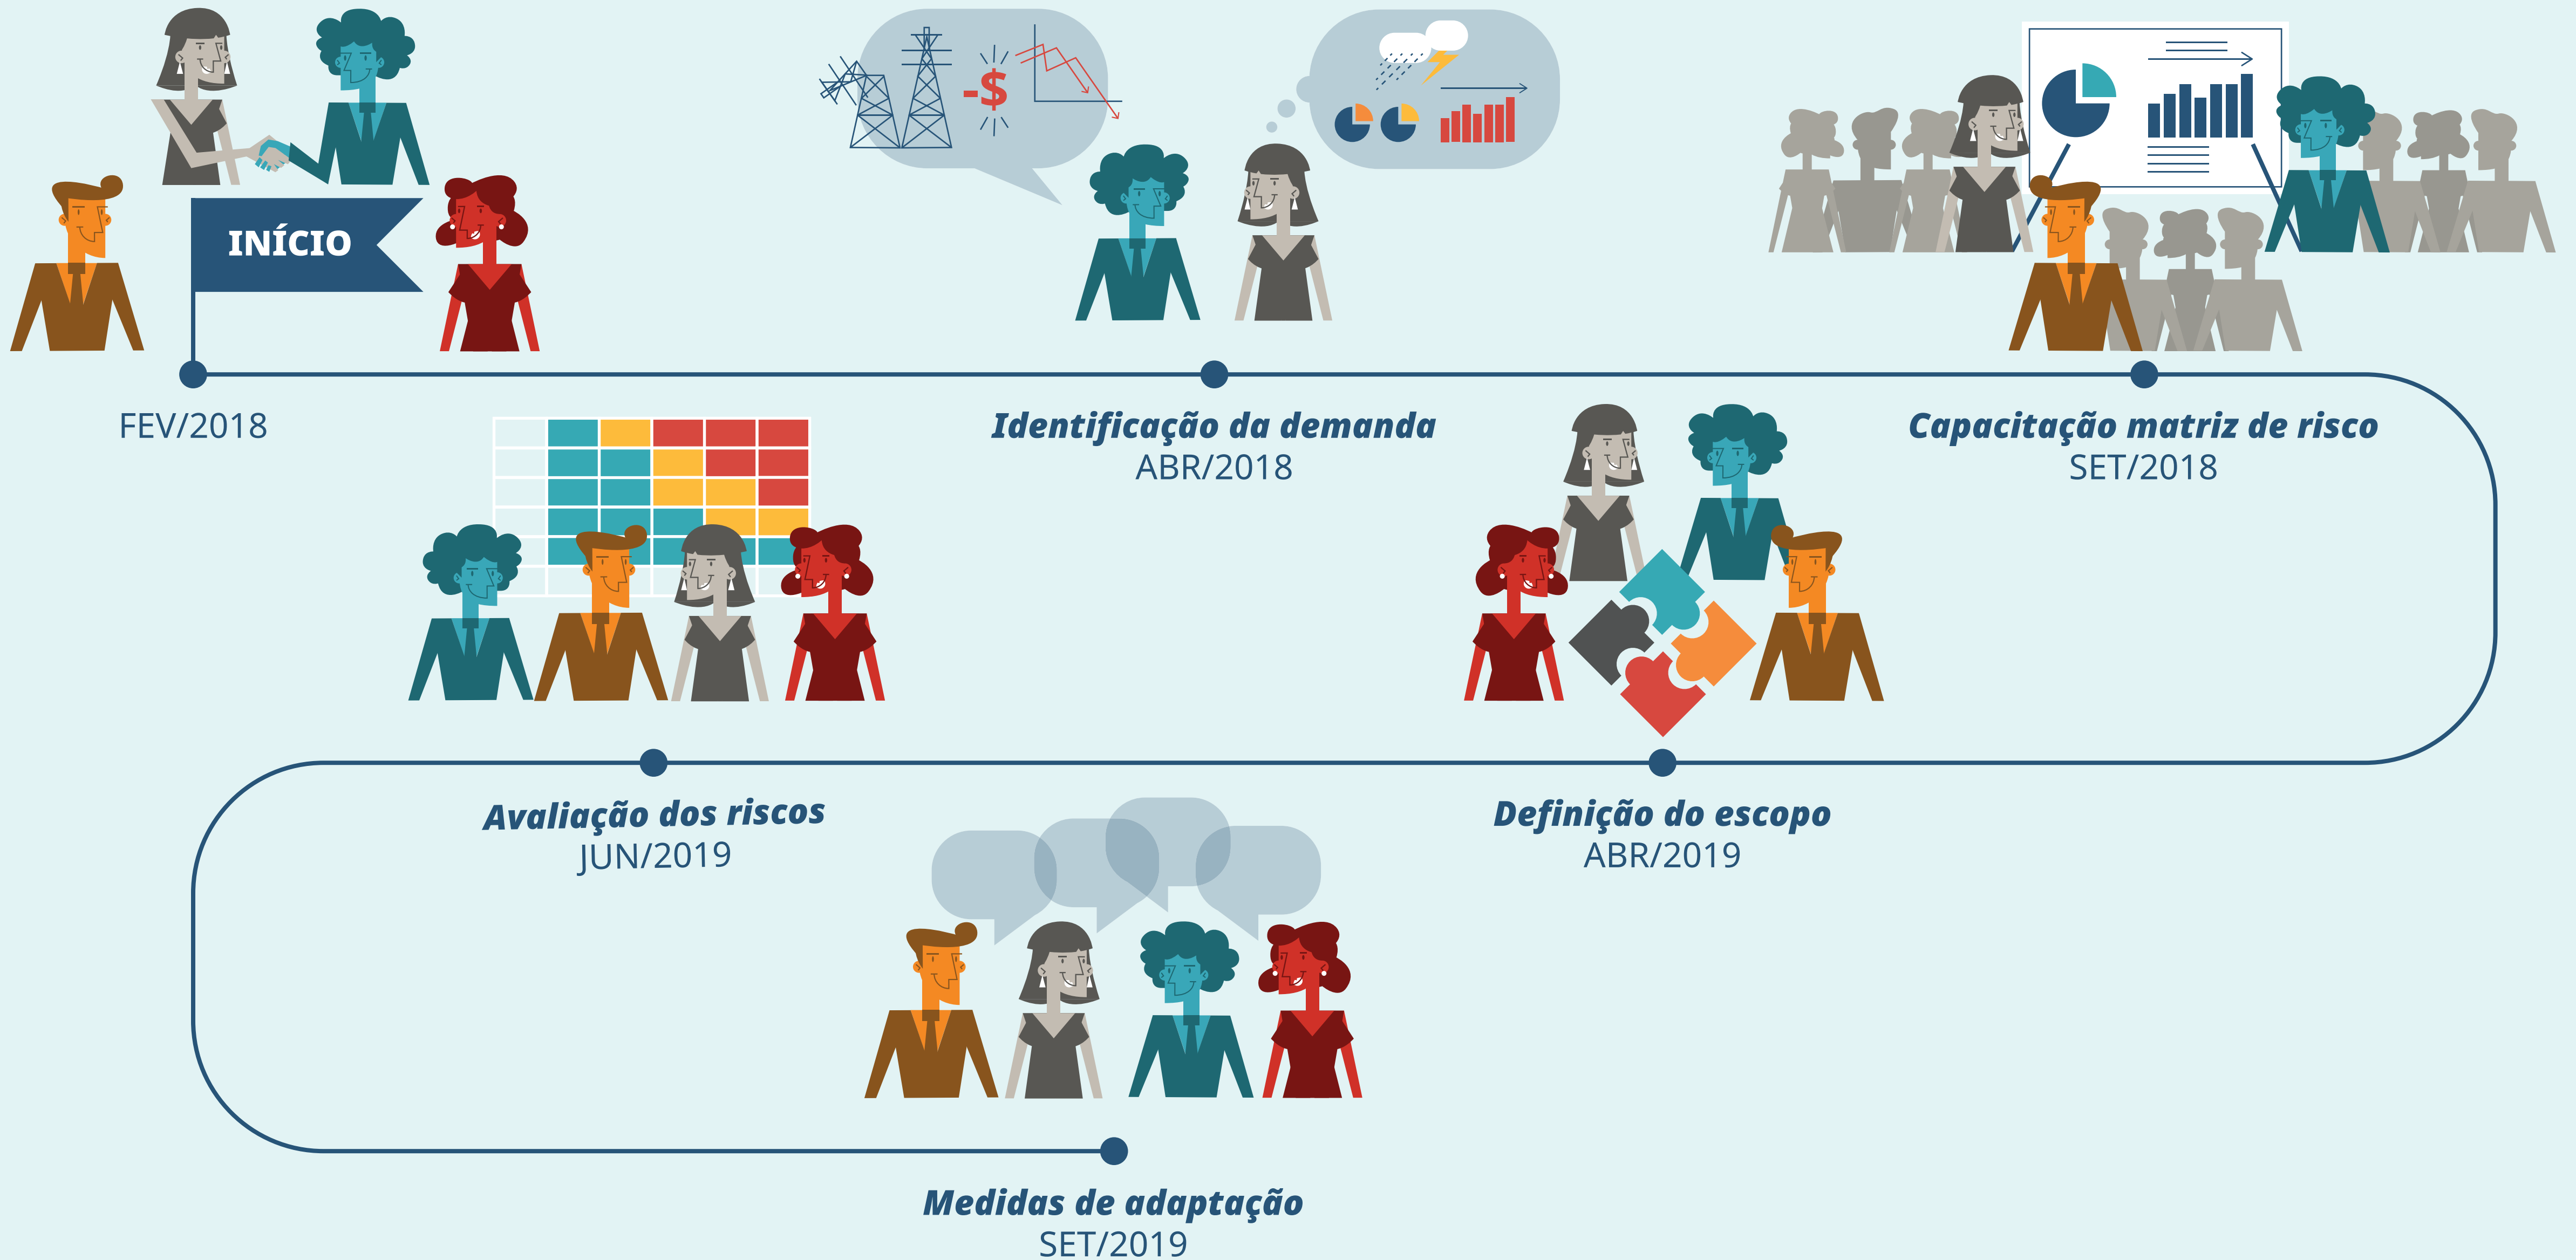 INÍCIO
FEV/2018
Identificação da demanda
ABR/2018
-$
Capacitação matriz de risco
SET/2018
Definição do escopo
ABR/2019
Avaliação dos riscos
JUN/2019
Medidas de adaptação
SET/2019